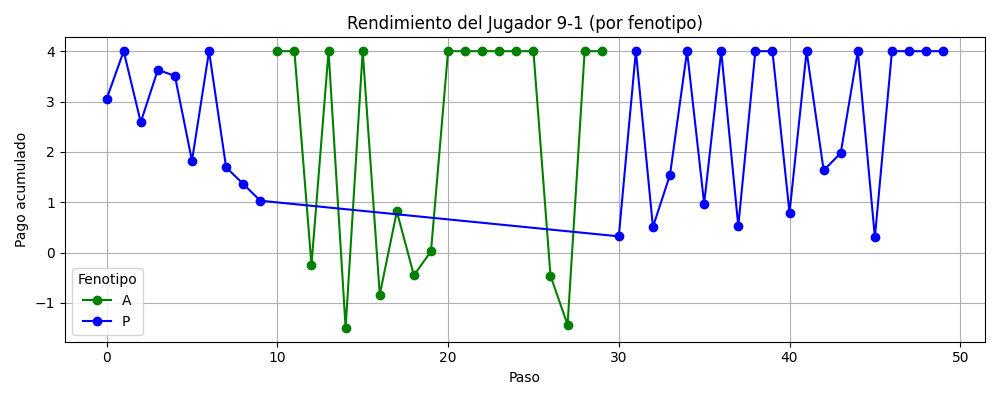 Rendimiento del Jugador 9-1 (por fenotipo)
Pago acumulado
4
3
2
1
0
−1
Fenotipo
A
P
0 10 20 30 40 50
Paso